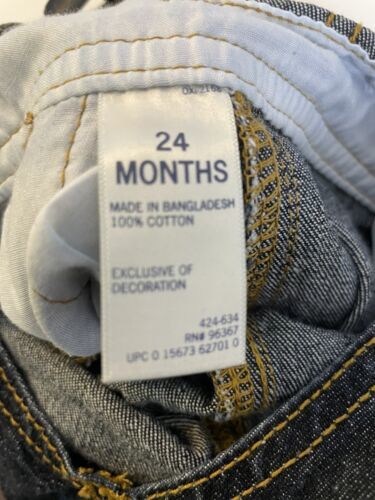 24
MONTHS
MADE IN BANGLADESH
100% COTTON
EXCLUSIVE OF
DECORATION
424-634
RN# 96367
UPC 0 15673 62701 0